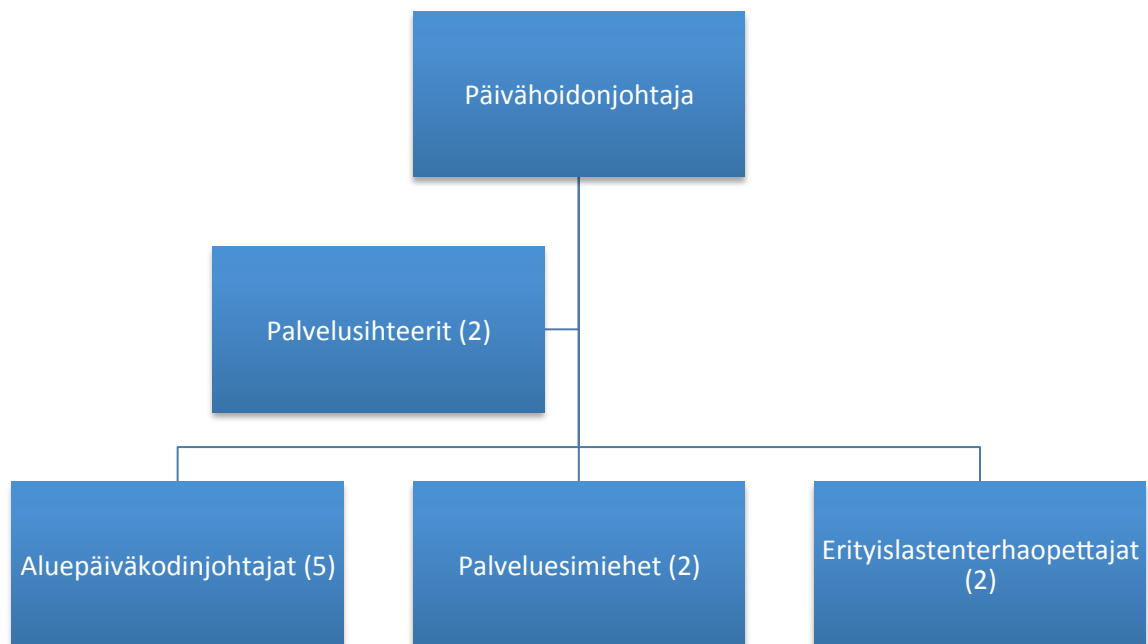 Päivähoidonjohtaja
Palvelusihteerit (2)
Aluepäiväkodinjohtajat (5)
Palveluesimiehet (2)
Erityislastenterhaopettajat
(2)